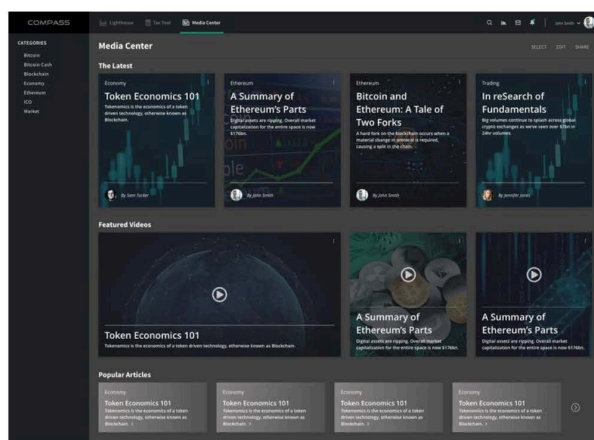 COMPASS
Lighthouse
Tax Tool
Media Center
John Smith
CATEGORIES
Bitcoin
Bitcoin Cash
Blockchain
Economy
Ethereum
ICO
Market
Media Center
SELECT
EDIT
SHARE
The Latest
Economy
Token Economics 101
Tokenomics is the economics of a token
driven technology, otherwise known as
Blockchain.
By Sam Tucker
Ethereum
A Summary of
Ethereum's Parts
Digital assets are ripping. Overall market
capitalization for the entire space is now
$176bn.
By John Smith
Ethereum
Bitcoin and
Ethereum: A Tale of
Two Forks
A hard fork on the blockchain occurs when a
material change to protocol is required,
causing a split in the chain.
By John Smith
Trading
In reSearch of
Fundamentals
Big volumes continue to splash across global
crypto exchanges as we've seen over
24hr volumes.
By Jennifer Jones
Featured Videos
Token Economics 101
Tokenomics is the economics of a token driven technology, otherwise known as Blockchain.
A Summary of
Ethereum's Parts
Digital assets are ripping. Overall market
capitalization for the entire space is now $176bn.
A Summary of
Ethereum's Parts
Digital assets are ripping. Overall market
capitalization for the entire space is now $176bn.
Popular Articles
Economy
Token Economics 101
Tokenomics is the economics of a token
driven technology, otherwise known as
Blockchain. >
Economy
Token Economics 101
Tokenomics is the economics of a token
driven technology, otherwise known as
Blockchain. >
Economy
Token Economics 101
Tokenomics is the economics of a token
driven technology, otherwise known as
Blockchain. >
Economy
Token Economics 101
Tokenomics is the economics of a token
driven technology, otherwise known as
Blockchain. >